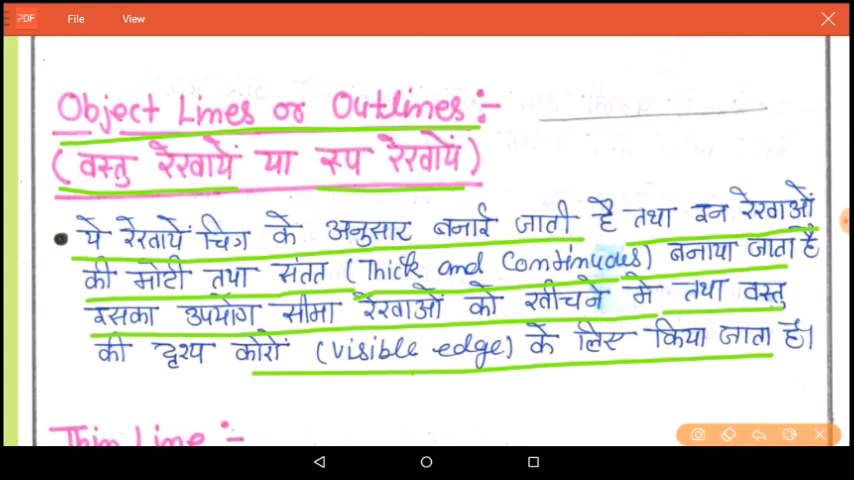 PDF File View
Object Lines or Outlines:-
(वस्तु रेखायें या रूप रेखायें)
ये रेखायें चित्र के अनुसार बनाई जाती है तथा इन रेखाओं
को मोटी तथा संतत (Thick and Continuous) बनाया जाता है
इसका उपयोग सीमा रेखाओं को खीचने मे तथा वस्तु
की दृश्य कोरों (visible edge) के लिए किया जाता है।
Thin Line :-